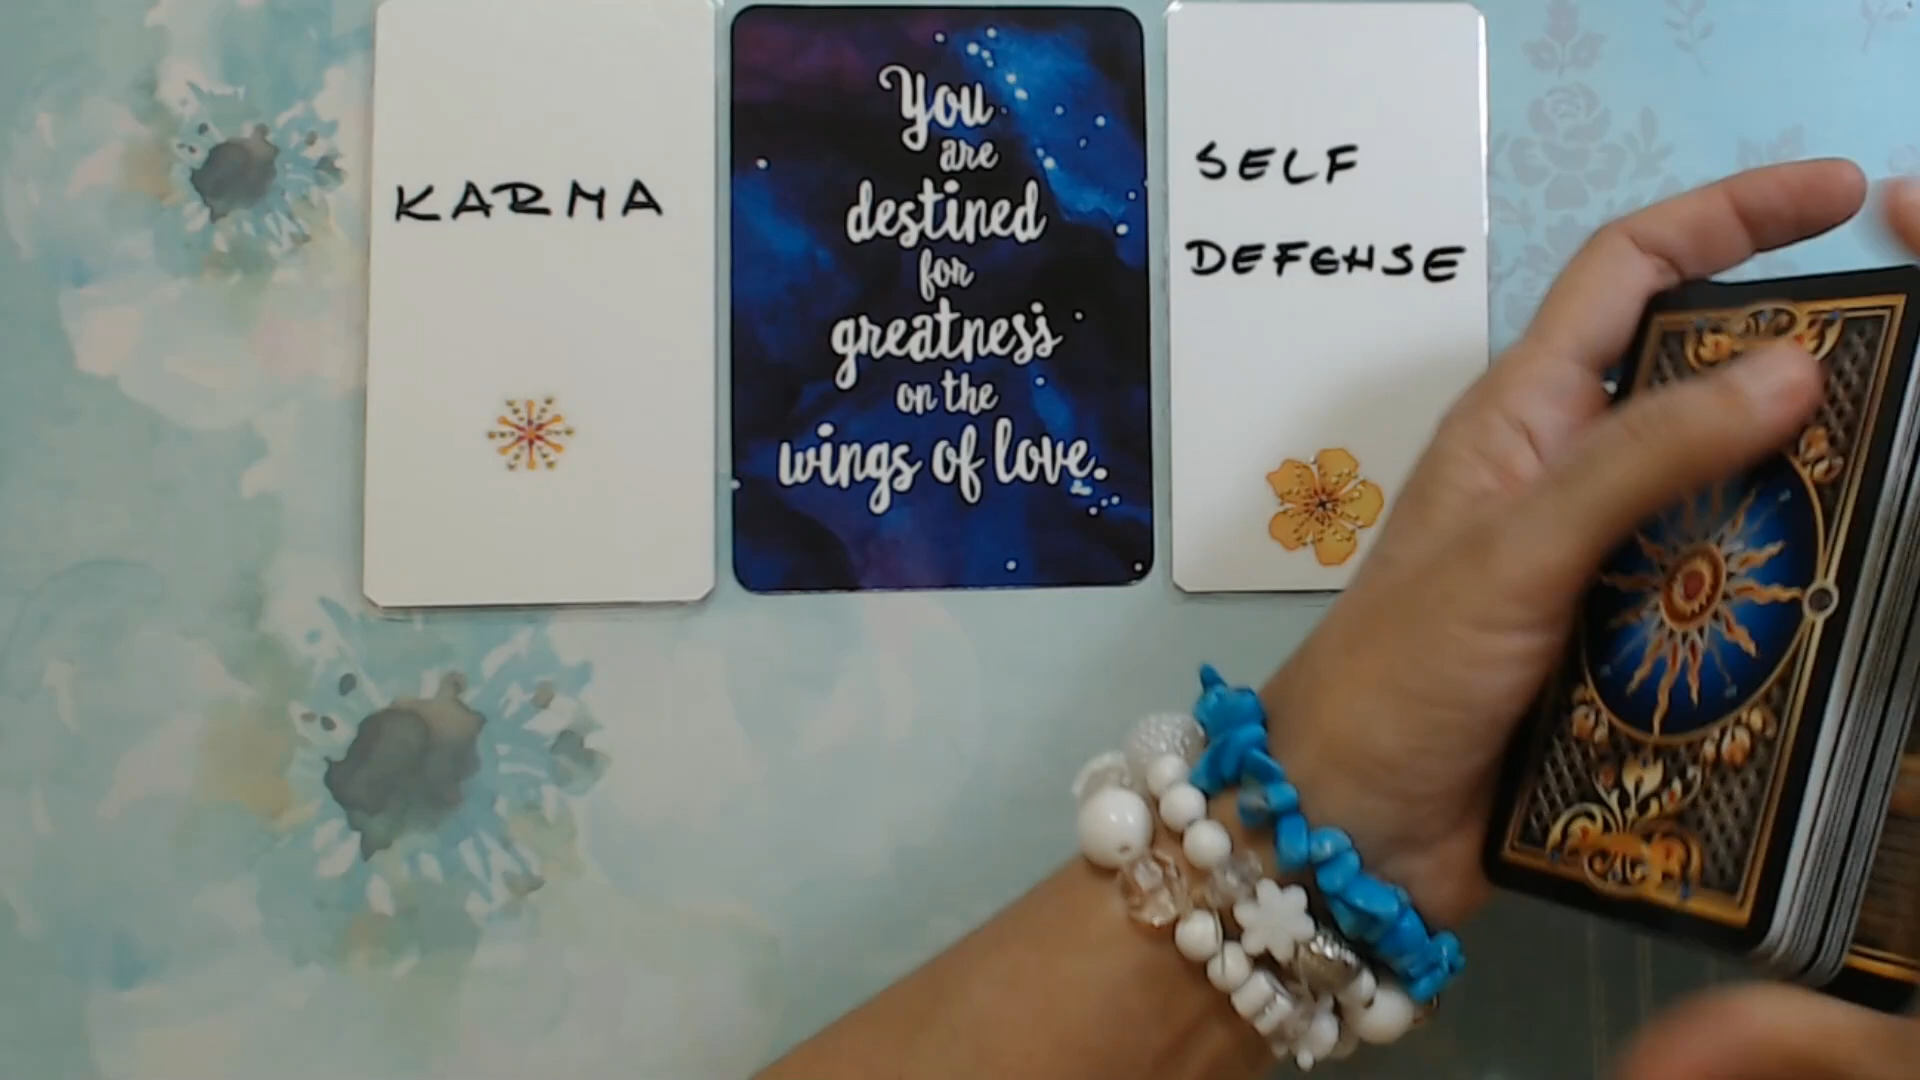 KARMA
You
are
destined
for
greatness
on the
wings of love.
SELF
DEFENSE